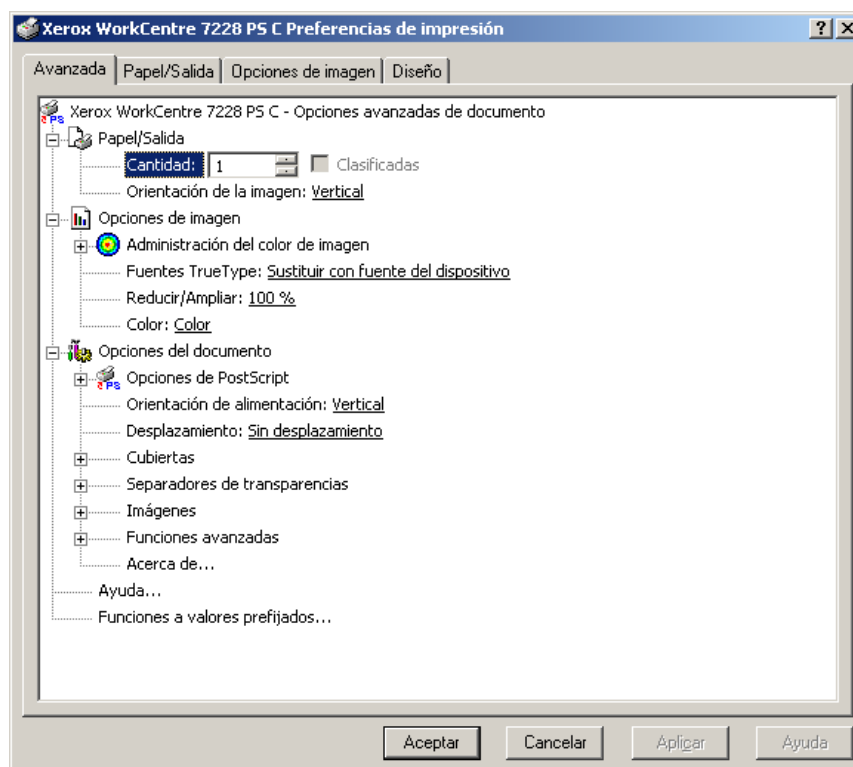 Xerox WorkCentre 7228 PS C Preferencias de impresión
Avanzada Papel/Salida Opciones de imagen Diseño
Xerox WorkCentre 7228 PS C - Opciones avanzadas de documento
Papel/Salida
Cantidad: 1 Clasificadas
Orientación de la imagen: Vertical
Opciones de imagen
Administración del color de imagen
Fuentes TrueType: Sustituir con fuente del dispositivo
Reducir/Ampliar: 100 %
Color: Color
Opciones del documento
Opciones de PostScript
Orientación de alimentación: Vertical
Desplazamiento: Sin desplazamiento
Cubiertas
Separadores de transparencias
Imágenes
Funciones avanzadas
Acerca de...
Ayuda...
Funciones a valores prefijados...
Aceptar Cancelar Aplicar Ayuda